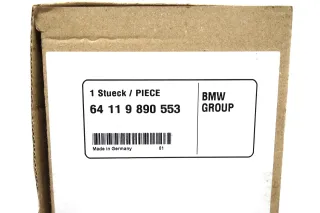 1 Stueck / PIECE
64 11 9 890 553
BMW
GROUP
Made in Germany 01